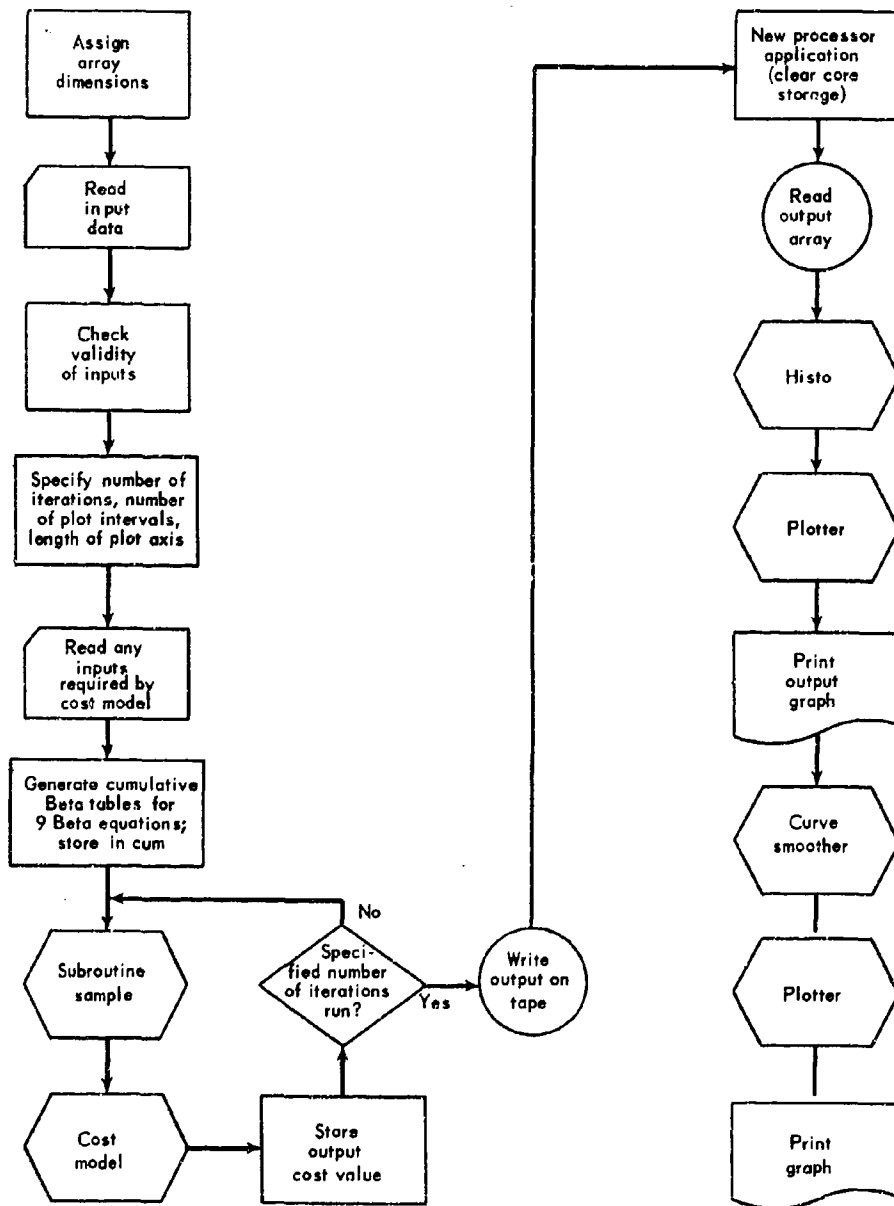 Assign
array
dimensions
Read
input
data
Check
validity
of inputs
Specify number of
iterations, number
of plot intervals,
length of plot axis
Read any
inputs
required by
cost model
Generate cumulative
Beta tables for
9 Beta equations;
store in cum
Subroutine
sample
Cost
model
Store
output
cost value
Speci-
fied number
of iterations
run?
No
Yes
Write
output on
tape
New processor
application
(clear core
storage)
Read
output
array
Histo
Plotter
Print
output
graph
Curve
smoother
Plotter
Print
graph